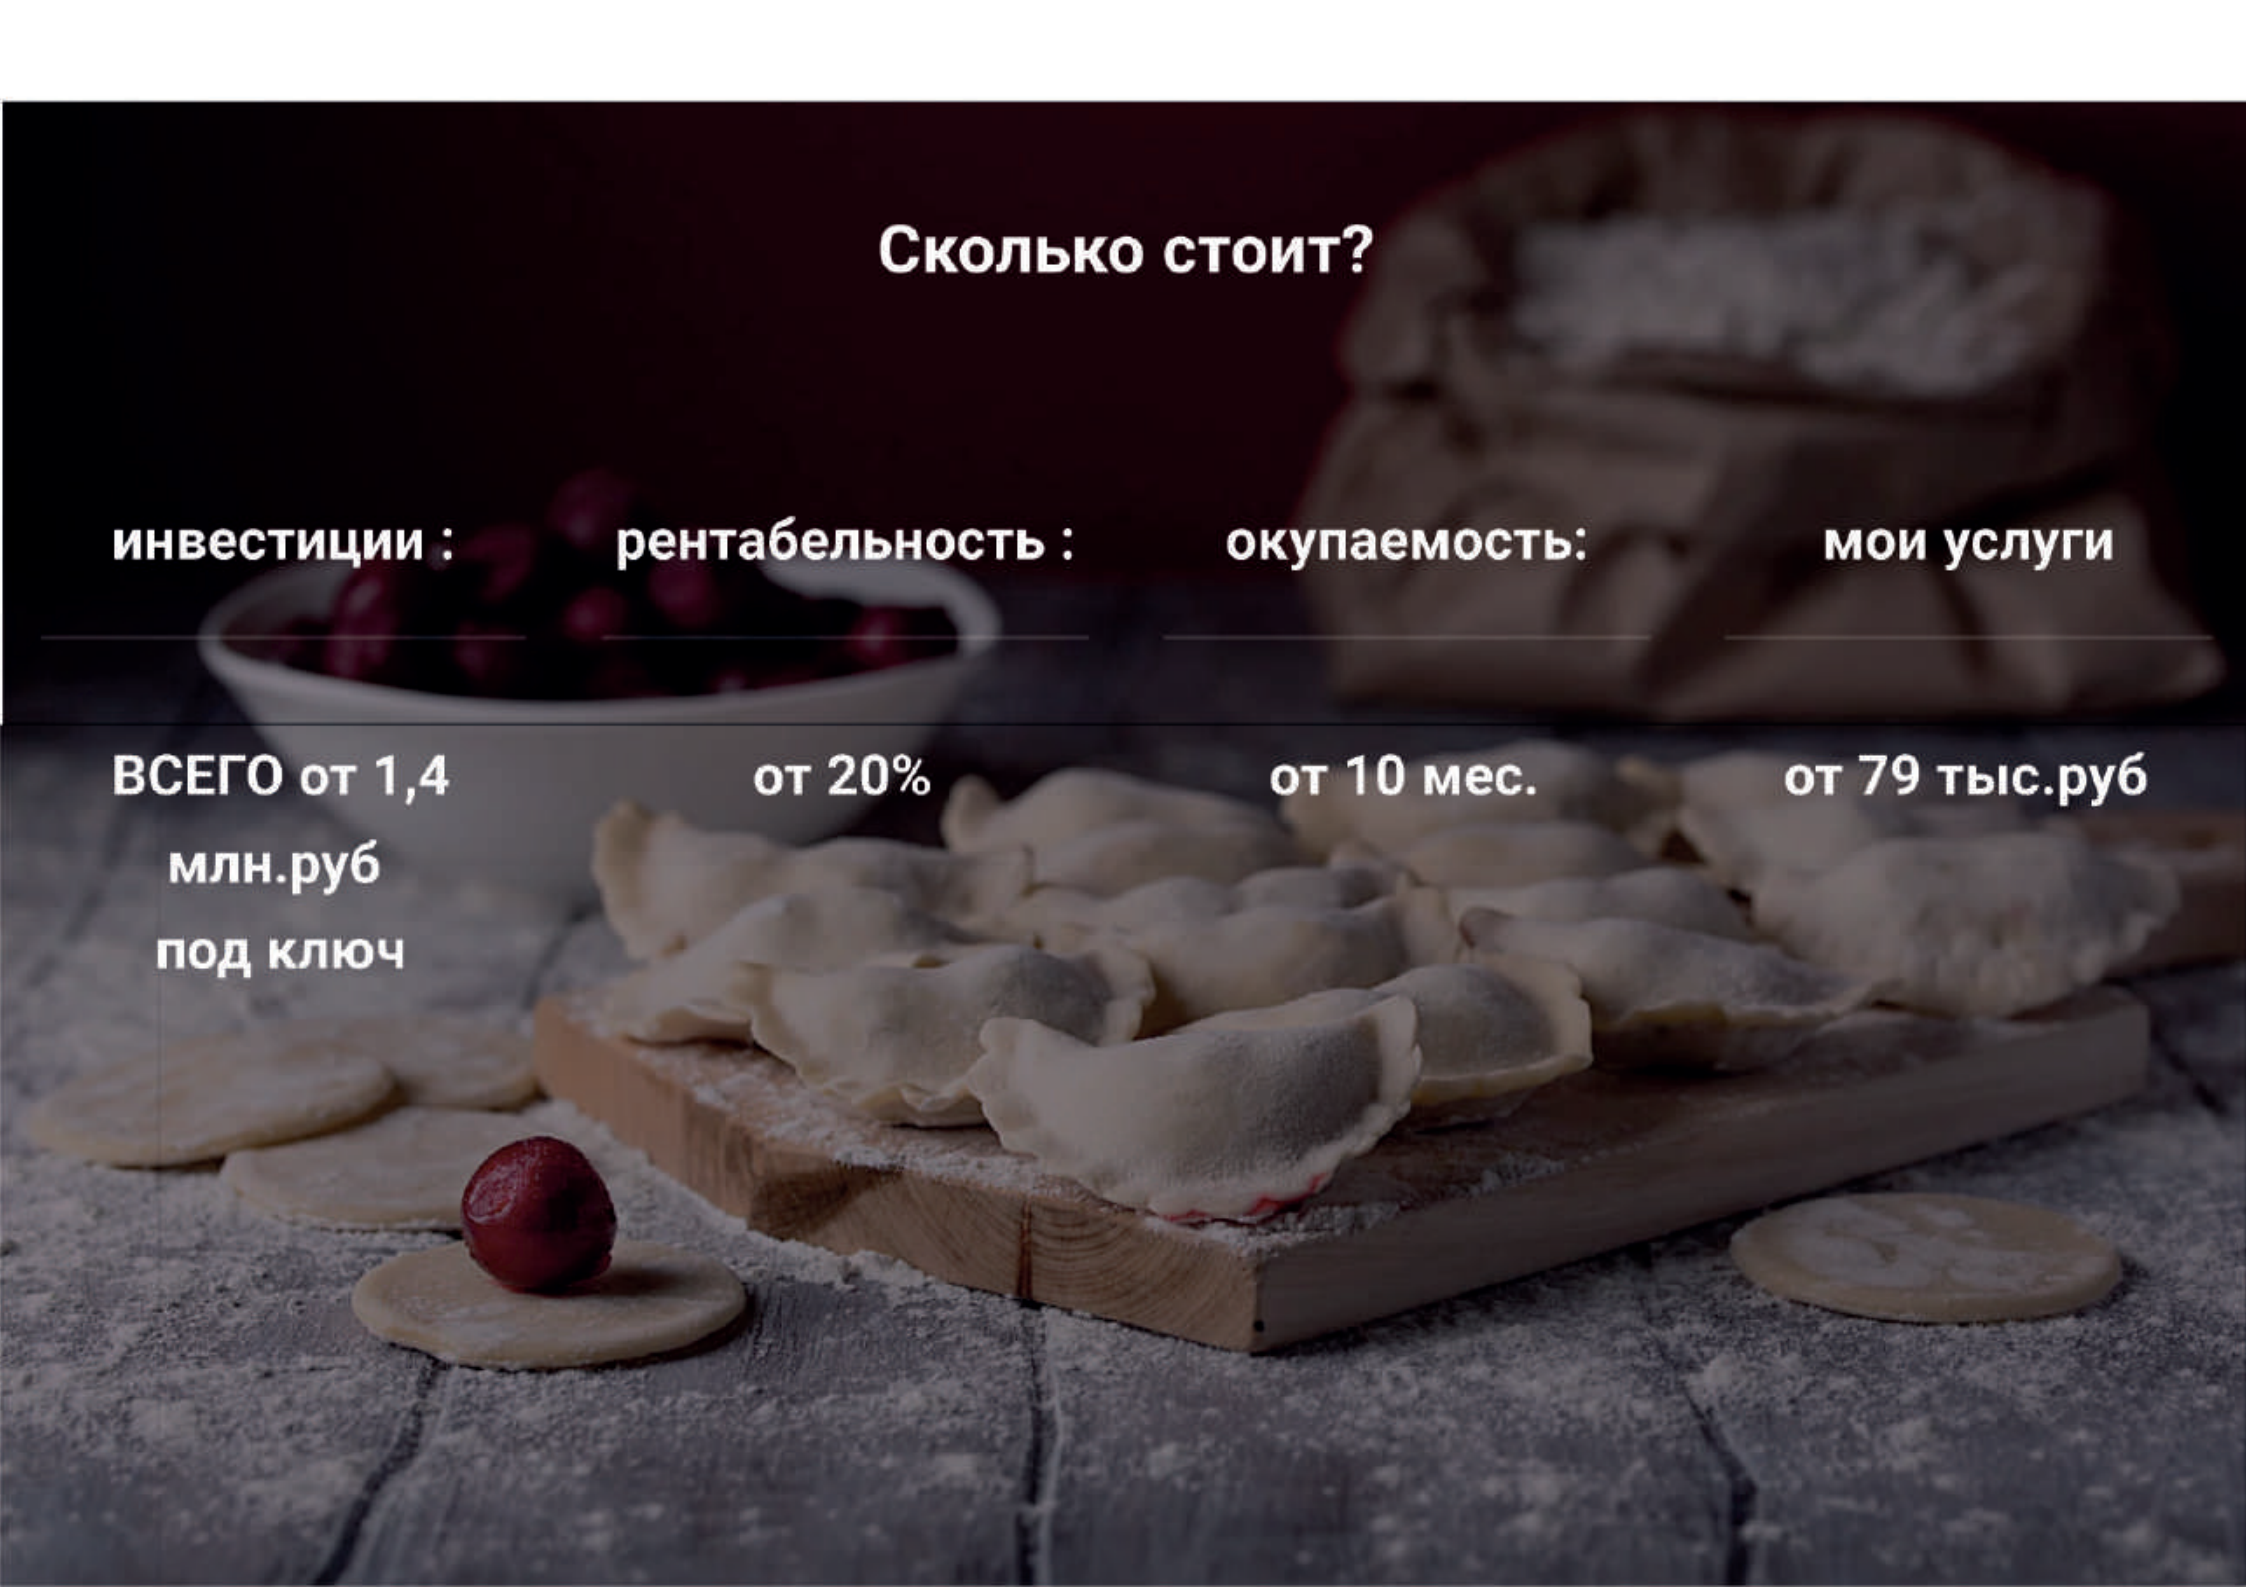 Сколько стоит?
инвестиции :
рентабельность :
окупаемость:
мои услуги
ВСЕГО от 1,4
млн.руб
под ключ
от 20%
от 10 мес.
от 79 тыс.руб